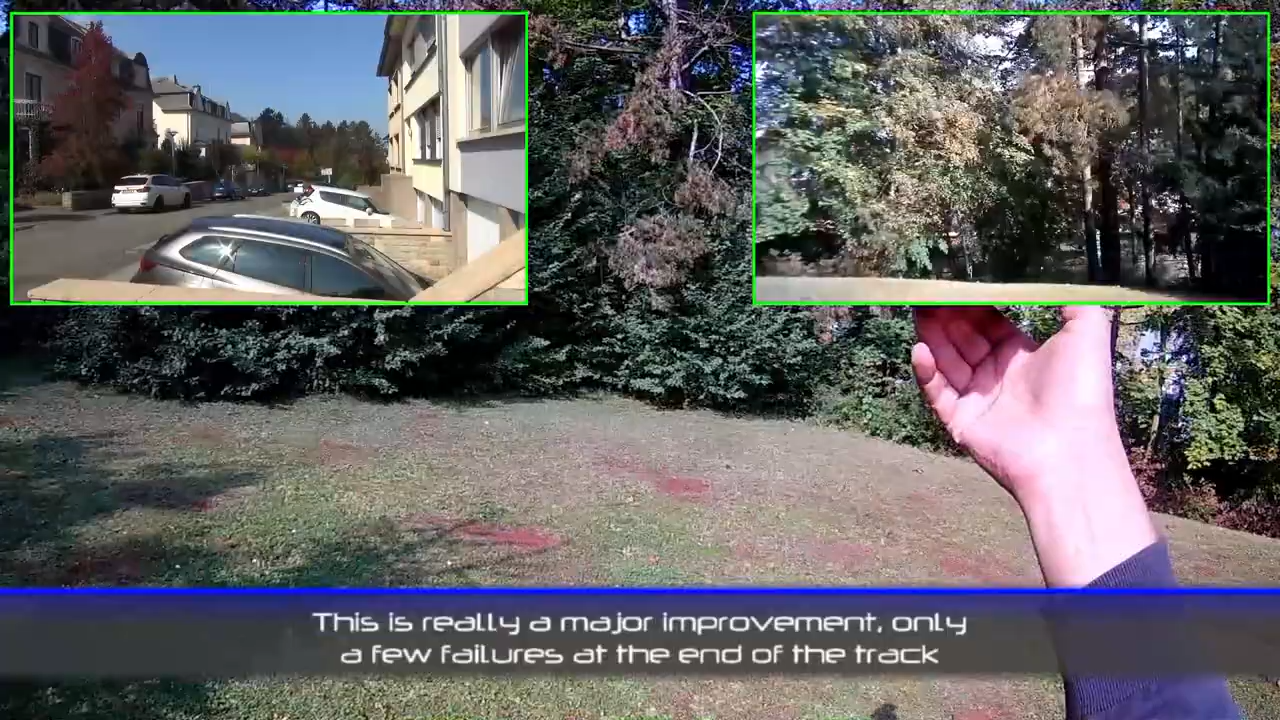 This is really a major improvement, only
a few failures at the end of the track